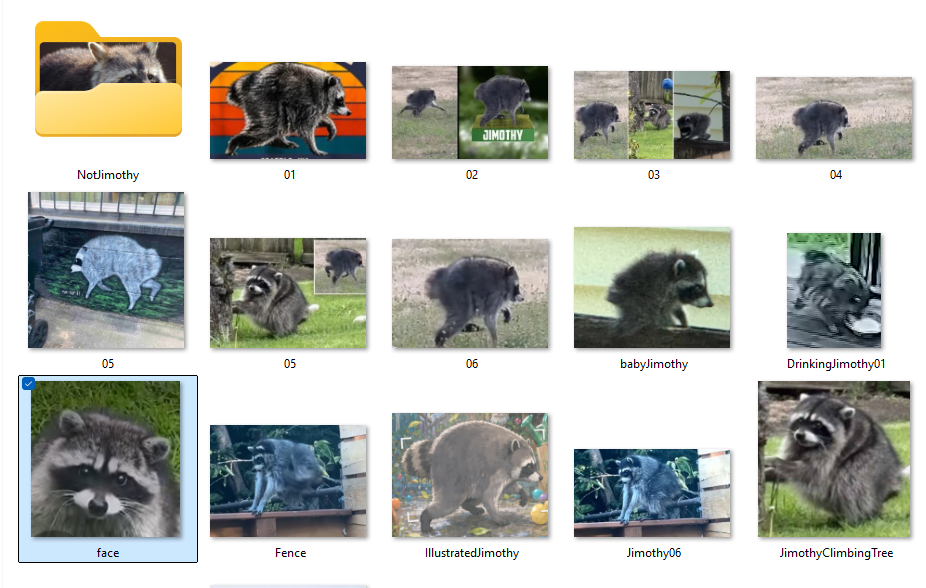 JIMOTHY
NotJimothy
01
02
03
04
05
05
06
babyJimothy
DrinkingJimothy01
face
Fence
IllustratedJimothy
Jimothy06
JimothyClimbingTree